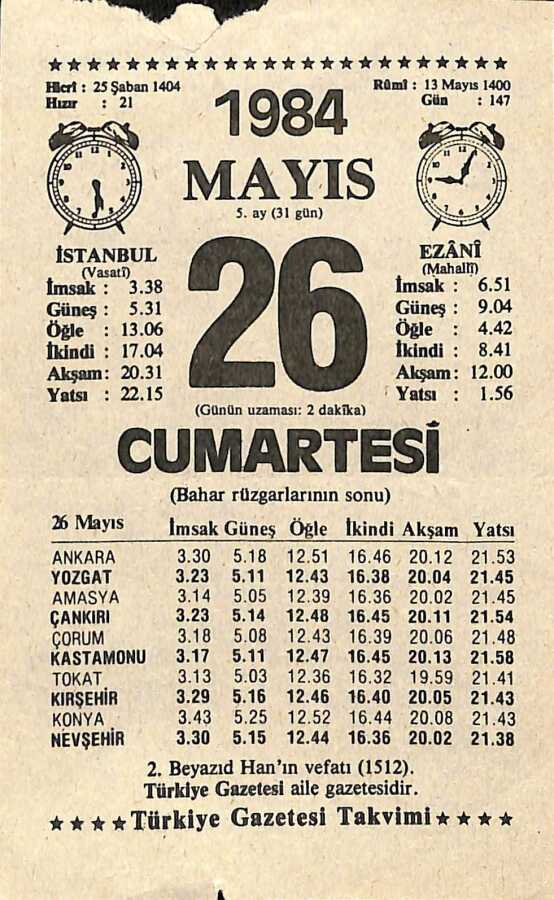 ★★★★★★★★★★★★★★★★★★★★★★★★
Hicrî : 25 Şaban 1404
Hızır : 21
Rûmî : 13 Mayıs 1400
Gün : 147
1984
MAYIS
5. ay (31 gün)
26
(Günün uzaması: 2 dakîka)
İSTANBUL
(Vasatî)
İmsak : 3.38
Güneş : 5.31
Öğle : 13.06
İkindi : 17.04
Akşam: 20.31
Yatsı : 22.15
EZÂNÎ
(Mahallî)
İmsak : 6.51
Güneş : 9.04
Öğle : 4.42
İkindi : 8.41
Akşam: 12.00
Yatsı : 1.56
CUMARTESİ
(Bahar rüzgarlarının sonu)
26 Mayıs İmsak Güneş Öğle İkindi Akşam Yatsı
ANKARA 3.30 5.18 12.51 16.46 20.12 21.53
YOZGAT 3.23 5.11 12.43 16.38 20.04 21.45
AMASYA 3.14 5.05 12.39 16.36 20.02 21.45
ÇANKIRI 3.23 5.14 12.48 16.45 20.11 21.54
ÇORUM 3.18 5.08 12.43 16.39 20.06 21.48
KASTAMONU 3.17 5.11 12.47 16.45 20.13 21.58
TOKAT 3.13 5.03 12.36 16.32 19.59 21.41
KIRŞEHİR 3.29 5.16 12.46 16.40 20.05 21.43
KONYA 3.43 5.25 12.52 16.44 20.08 21.43
NEVŞEHİR 3.30 5.15 12.44 16.36 20.02 21.38
2. Beyazıd Han'ın vefatı (1512).
Türkiye Gazetesi aile gazetesidir.
★★★★Türkiye Gazetesi Takvimi★★★★